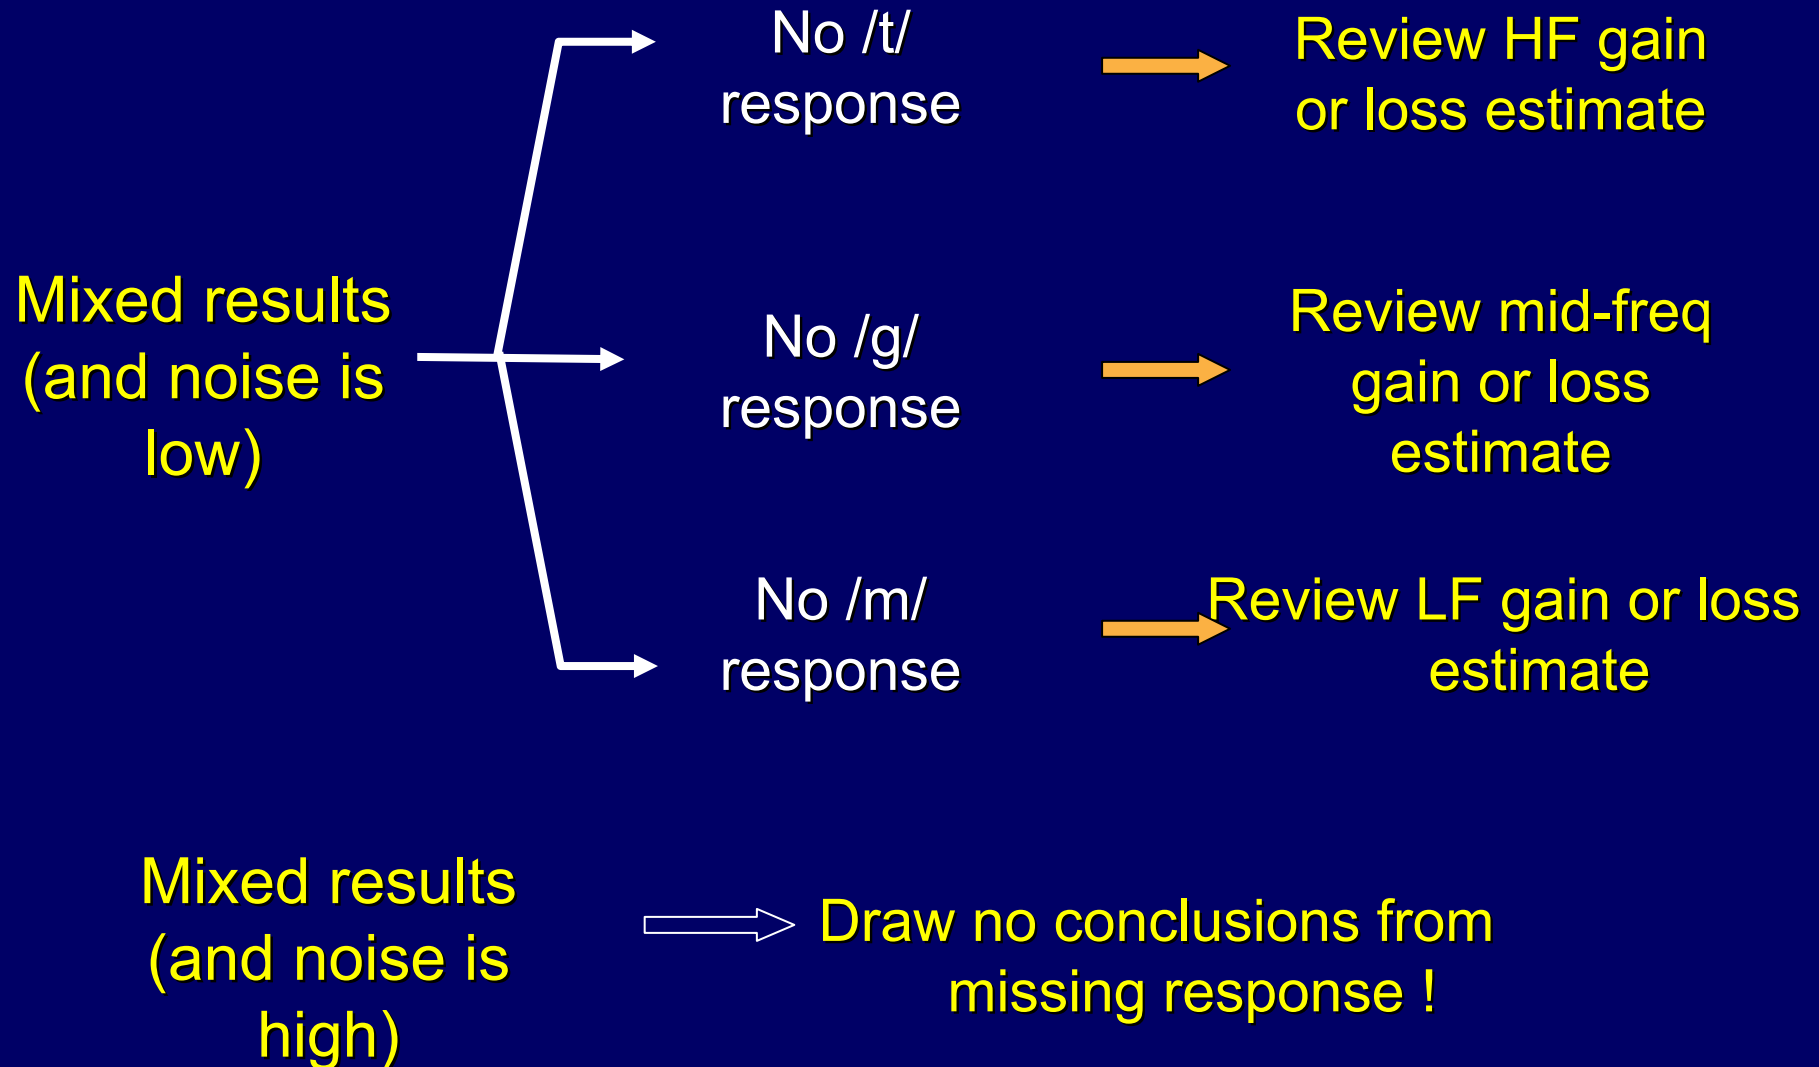 No /t/
response
Review HF gain
or loss estimate
Mixed results
(and noise is
low)
No /g/
response
Review mid-freq
gain or loss
estimate
No /m/
response
Review LF gain or loss
estimate
Mixed results
(and noise is
high)
Draw no conclusions from
missing response !